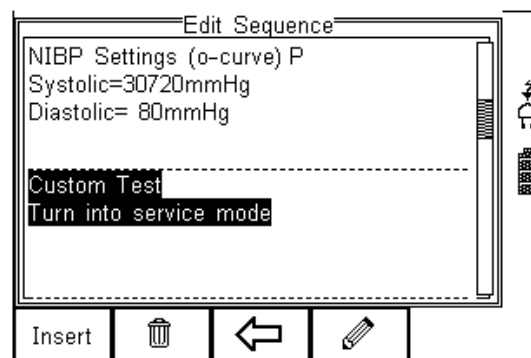 Edit Sequence
NIBP Settings (o-curve) P
Systolic=30720mmHg
Diastolic= 80mmHg
Custom Test
Turn into service mode
Insert